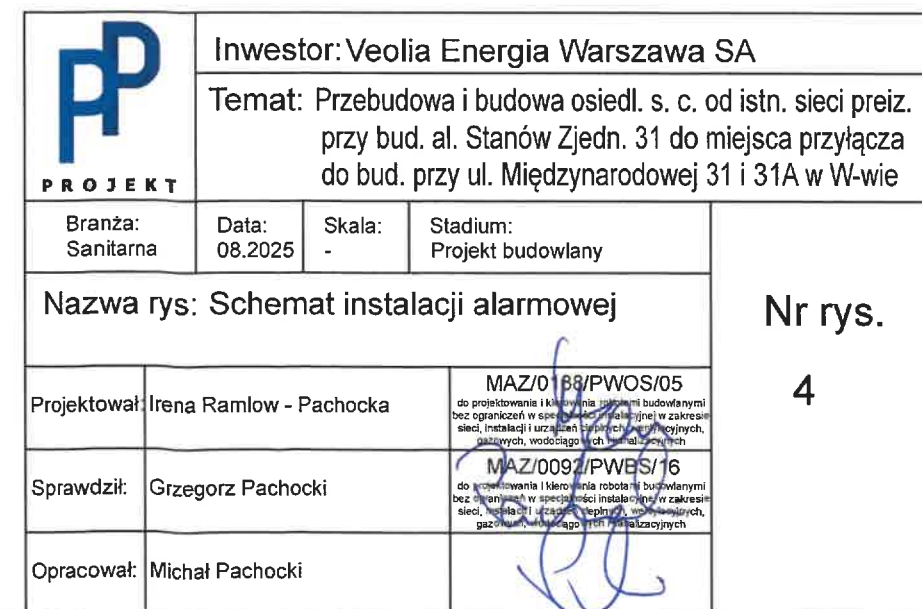 PP
PROJEKT
Inwestor: Veolia Energia Warszawa SA
Temat: Przebudowa i budowa osiedl. s. c. od istn. sieci preiz.
przy bud. al. Stanów Zjedn. 31 do miejsca przyłącza
do bud. przy ul. Międzynarodowej 31 i 31A w W-wie
Branża:
Sanitarna
Data:
08.2025
Skala:
-
Stadium:
Projekt budowlany
Nazwa rys: Schemat instalacji alarmowej
Nr rys.
4
Projektował: Irena Ramlow - Pachocka
MAZ/0188/PWOS/05
do projektowania i kierowania robotami budowlanymi
bez ograniczeń w specjalności instalacyjnej w zakresie
sieci, instalacji i urządzeń cieplnych, wentylacyjnych,
gazowych, wodociągowych i kanalizacyjnych
Sprawdził: Grzegorz Pachocki
MAZ/0092/PWBS/16
do projektowania i kierowania robotami budowlanymi
bez ograniczeń w specjalności instalacyjnej w zakresie
sieci, instalacji i urządzeń cieplnych, wentylacyjnych,
gazowych, wodociągowych i kanalizacyjnych
Opracował: Michał Pachocki